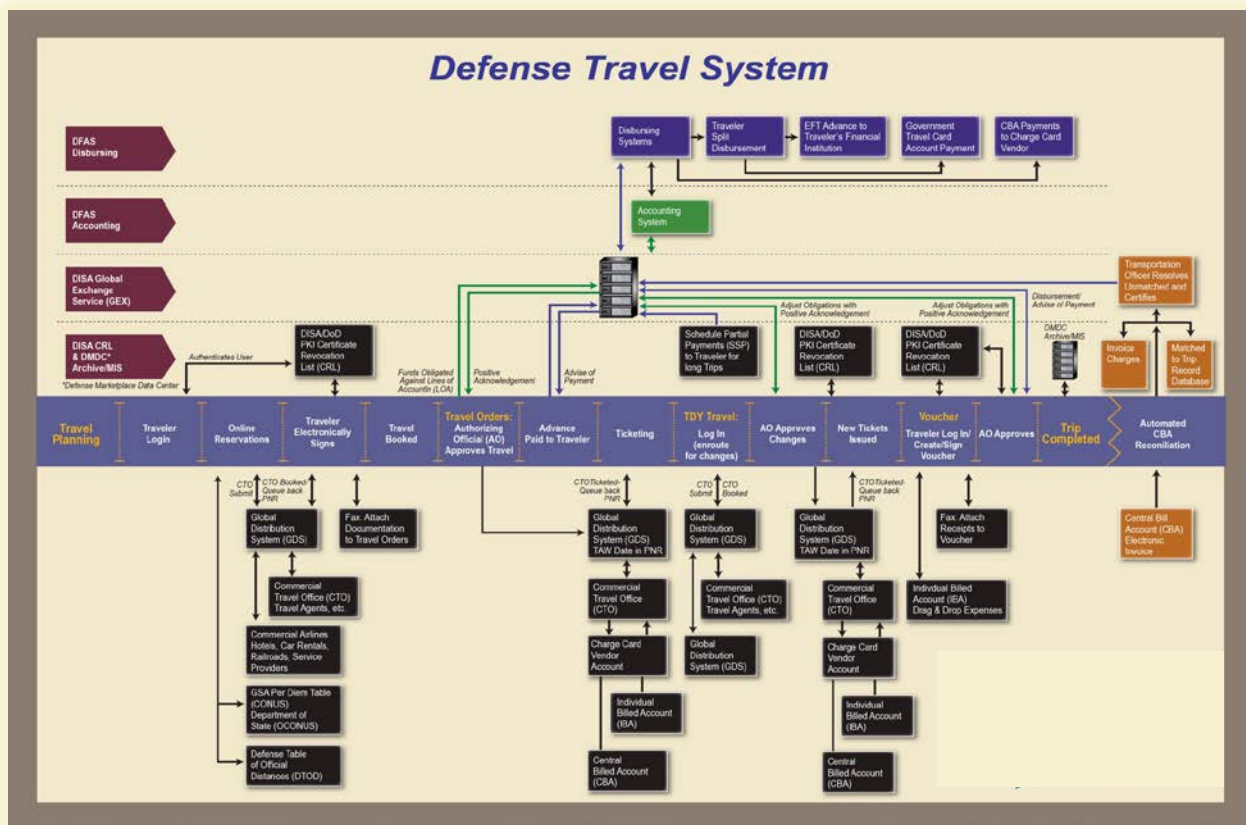 Defense Travel System
DFAS
Disbursing
Disbursing
Systems
Traveler
Split
Disbursement
EFT Advance to
Traveler's Financial
Institution
Government
Travel Card
Account Payment
CBA Payments
to Charge Card
Vendor
DFAS
Accounting
Accounting
System
DISA Global
Exchange
Service (GEX)
Transportation
Officer Resolves
Unmatched and
Certifies
Disbursement/
Advise of Payment
Adjust Obligations with
Positive Acknowledgement
Adjust Obligations with
Positive Acknowledgement
DISA CRL
& DMDC*
Archive/MIS
*Defense Marketplace Data Center
Authenticates User
DISA/DoD
PKI Certificate
Revocation
List (CRL)
Funds Obligated
Against Lines of
Accountin (LOA)
Positive
Acknowledgement
Advise of
Payment
Schedule Partial
Payments (SSP)
to Traveler for
long Trips
DISA/DoD
PKI Certificate
Revocation
List (CRL)
DISA/DoD
PKI Certificate
Revocation
List (CRL)
DMDC
Archive/MIS
Invoice
Charges
Matched
to Trip
Record
Database
Travel
Planning
Traveler
Login
Online
Reservations
Traveler
Electronically
Signs
Travel
Booked
Travel Orders:
Authorizing
Official (AO)
Approves Travel
Advance
Paid to Traveler
Ticketing
TDY Travel:
Log In
(enroute
for changes)
AO Approves
Changes
New Tickets
Issued
Voucher
Traveler Log In/
Create/Sign
Voucher
AO Approves
Trip
Completed
Automated
CBA
Reconiliation
CTO
Submit
CTO Booked-
Queue back
PNR
Global
Distribution
System (GDS)
Fax. Attach
Documentation
to Travel Orders
Commercial
Travel Office (CTO)
Travel Agents, etc.
Commercial Airlines
Hotels, Car Rentals,
Railroads, Service
Providers
GSA Per Diem Table
(CONUS)
Department of
State (OCONUS)
Defense Table
of Official
Distances (DTOD)
CTOTicketed-
Queue back
PNR
Global
Distribution
System (GDS)
TAW Date in PNR
Commercial
Travel Office
(CTO)
Charge Card
Vendor
Account
Individual
Billed Account
(IBA)
Central
Billed Account
(CBA)
CTO
Submit
CTO
Booked
Global
Distribution
System (GDS)
Commercial
Travel Office (CTO)
Travel Agents, etc.
Global
Distribution
System (GDS)
CTOTicketed-
Queue back
PNR
Global
Distribution
System (GDS)
TAW Date in PNR
Commercial
Travel Office
(CTO)
Charge Card
Vendor
Account
Individual
Billed Account
(IBA)
Central
Billed Account
(CBA)
Fax. Attach
Receipts to
Voucher
Indivdual Billed
Account (IEA)
Drag & Drop Expenses
Central Bill
Account (CBA)
Electronic
Invoice